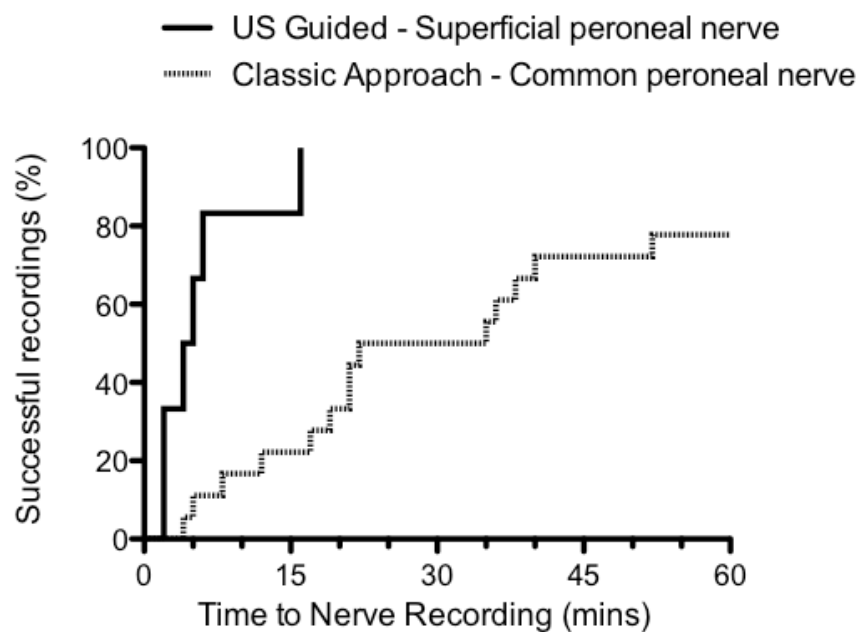 US Guided - Superficial peroneal nerve
Classic Approach - Common peroneal nerve
Successful recordings (%)
100
80
60
40
20
0
0 15 30 45 60
Time to Nerve Recording (mins)